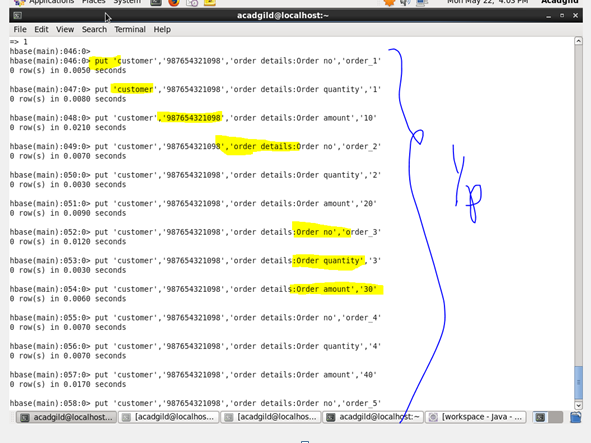 Applications Places System
Mon May 22, 4:03 PM Acadgild
acadgild@localhost:~
File Edit View Search Terminal Help
=> 1
hbase(main):046:0>
hbase(main):046:0> put 'customer','987654321098','order details:Order no','order_1'
0 row(s) in 0.0050 seconds
hbase(main):047:0> put 'customer','987654321098','order details:Order quantity','1'
0 row(s) in 0.0080 seconds
hbase(main):048:0> put 'customer','987654321098','order details:Order amount','10'
0 row(s) in 0.0210 seconds
hbase(main):049:0> put 'customer','987654321098','order details:Order no','order_2'
0 row(s) in 0.0070 seconds
hbase(main):050:0> put 'customer','987654321098','order details:Order quantity','2'
0 row(s) in 0.0030 seconds
hbase(main):051:0> put 'customer','987654321098','order details:Order amount','20'
0 row(s) in 0.0090 seconds
hbase(main):052:0> put 'customer','987654321098','order details:Order no','order_3'
0 row(s) in 0.0120 seconds
hbase(main):053:0> put 'customer','987654321098','order details:Order quantity','3'
0 row(s) in 0.0030 seconds
hbase(main):054:0> put 'customer','987654321098','order details:Order amount','30'
0 row(s) in 0.0060 seconds
hbase(main):055:0> put 'customer','987654321098','order details:Order no','order_4'
0 row(s) in 0.0070 seconds
hbase(main):056:0> put 'customer','987654321098','order details:Order quantity','4'
0 row(s) in 0.0070 seconds
hbase(main):057:0> put 'customer','987654321098','order details:Order amount','40'
0 row(s) in 0.0170 seconds
hbase(main):058:0> put 'customer','987654321098','order details:Order no','order_5'
acadgild@localhost... [acadgild@localhos... [acadgild@localhos... acadgild@localhost:~ [workspace - Java - ...